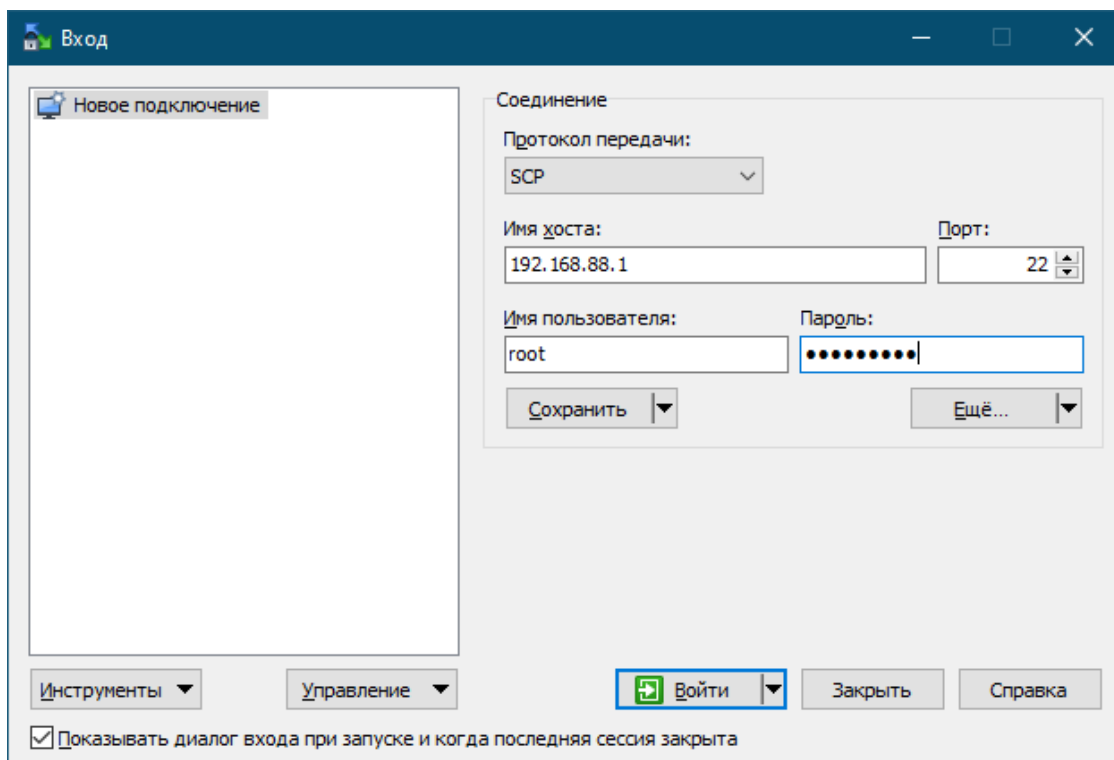 Вход
Новое подключение
Соединение
Протокол передачи:
SCP
Имя хоста: Порт:
192.168.88.1 22
Имя пользователя: Пароль:
root •••••••••
Сохранить Ещё...
Инструменты Управление Войти Закрыть Справка
Показывать диалог входа при запуске и когда последняя сессия закрыта